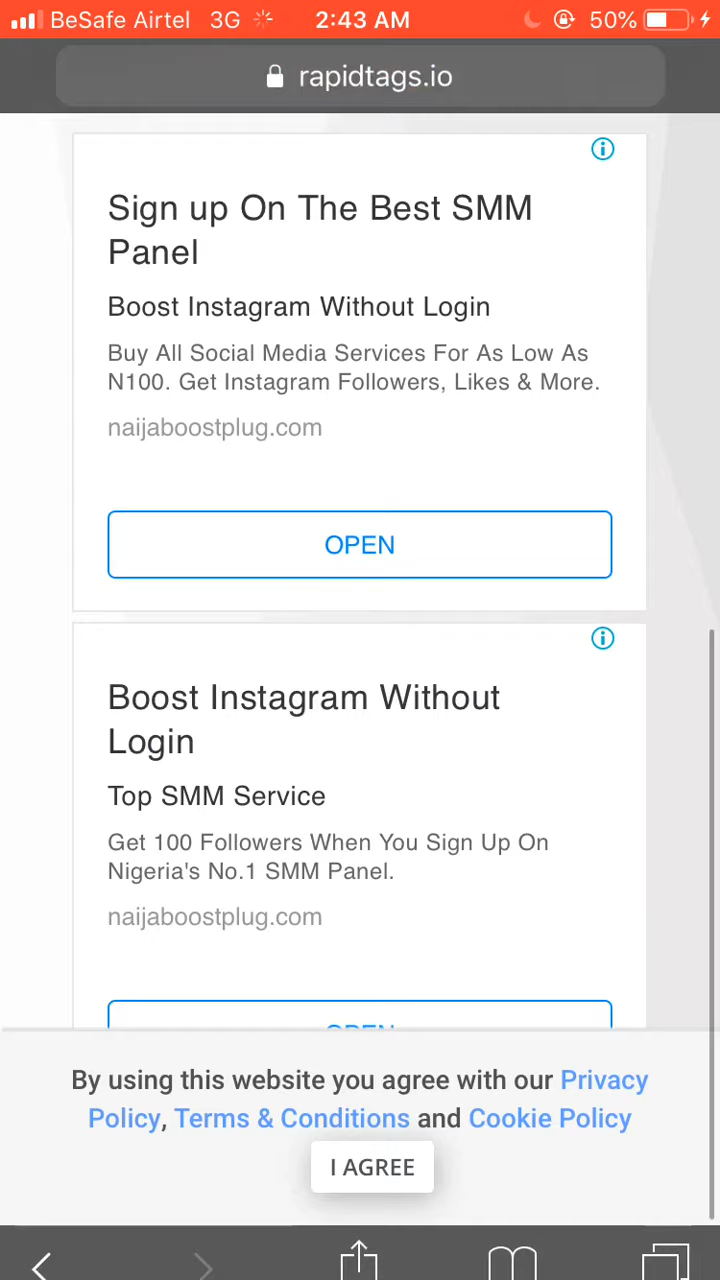 BeSafe Airtel 3G 2:43 AM 50%
rapidtags.io
Sign up On The Best SMM
Panel
Boost Instagram Without Login
Buy All Social Media Services For As Low As
N100. Get Instagram Followers, Likes & More.
naijaboostplug.com
OPEN
Boost Instagram Without
Login
Top SMM Service
Get 100 Followers When You Sign Up On
Nigeria's No.1 SMM Panel.
naijaboostplug.com
OPEN
By using this website you agree with our Privacy
Policy, Terms & Conditions and Cookie Policy
I AGREE